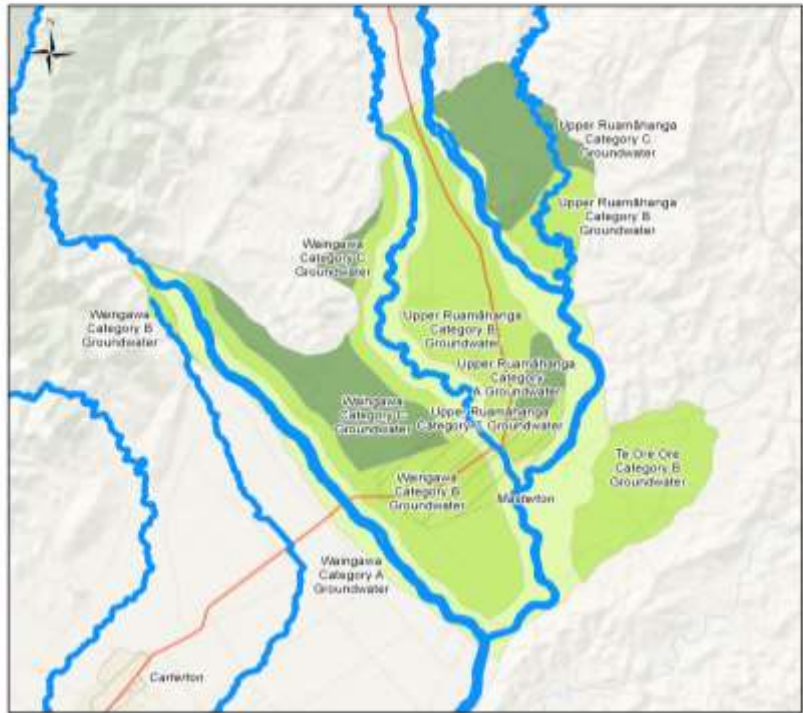 Upper Ruamāhanga
Category C
Groundwater
Upper Ruamāhanga
Category B
Groundwater
Waingawa
Category C
Groundwater
Waingawa
Category B
Groundwater
Upper Ruamāhanga
Category B
Groundwater
Upper Ruamāhanga
Category
A Groundwater
Waingawa
Category C
Groundwater
Upper Ruamāhanga
Category C Groundwater
Te Ore Ore
Category B
Groundwater
Waingawa
Category B
Groundwater
Masterton
Waingawa
Category A
Groundwater
Carterton